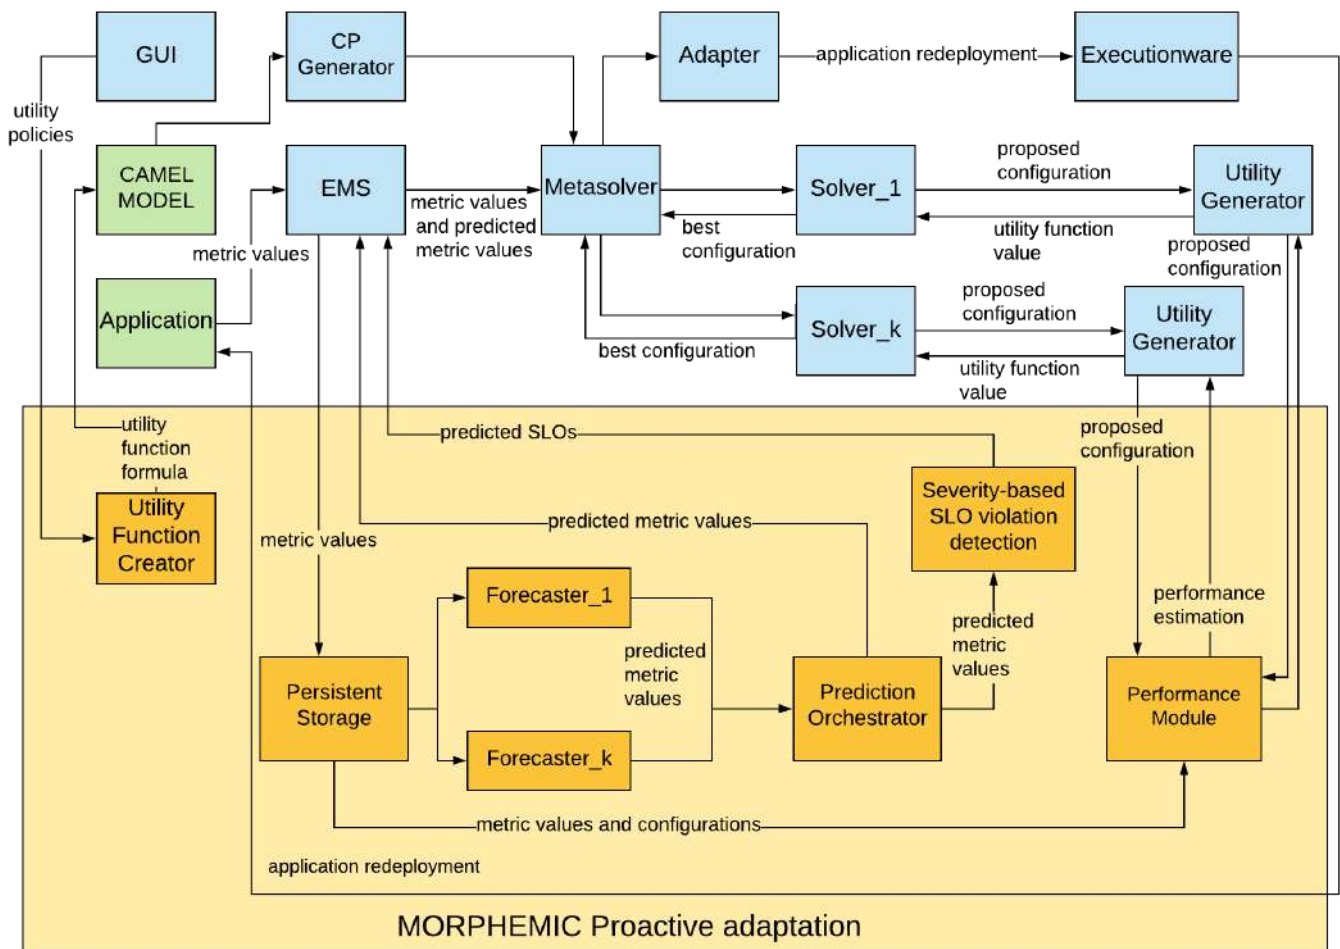 GUI
CP
Generator
Adapter
application redeployment
Executionware
utility
policies
CAMEL
MODEL
EMS
Metasolver
Solver_1
proposed
configuration
Utility
Generator
metric values
metric values
and predicted
metric values
best
configuration
utility function
value
proposed
configuration
Application
best configuration
Solver_k
proposed
configuration
utility function
value
Utility
Generator
utility
function
formula
predicted SLOs
proposed
configuration
Utility
Function
Creator
metric values
predicted metric values
Severity-based
SLO violation
detection
Forecaster_1
predicted
metric
values
predicted
metric
values
performance
estimation
Persistent
Storage
Prediction
Orchestrator
Performance
Module
Forecaster_k
metric values and configurations
application redeployment
MORPHEMIC Proactive adaptation